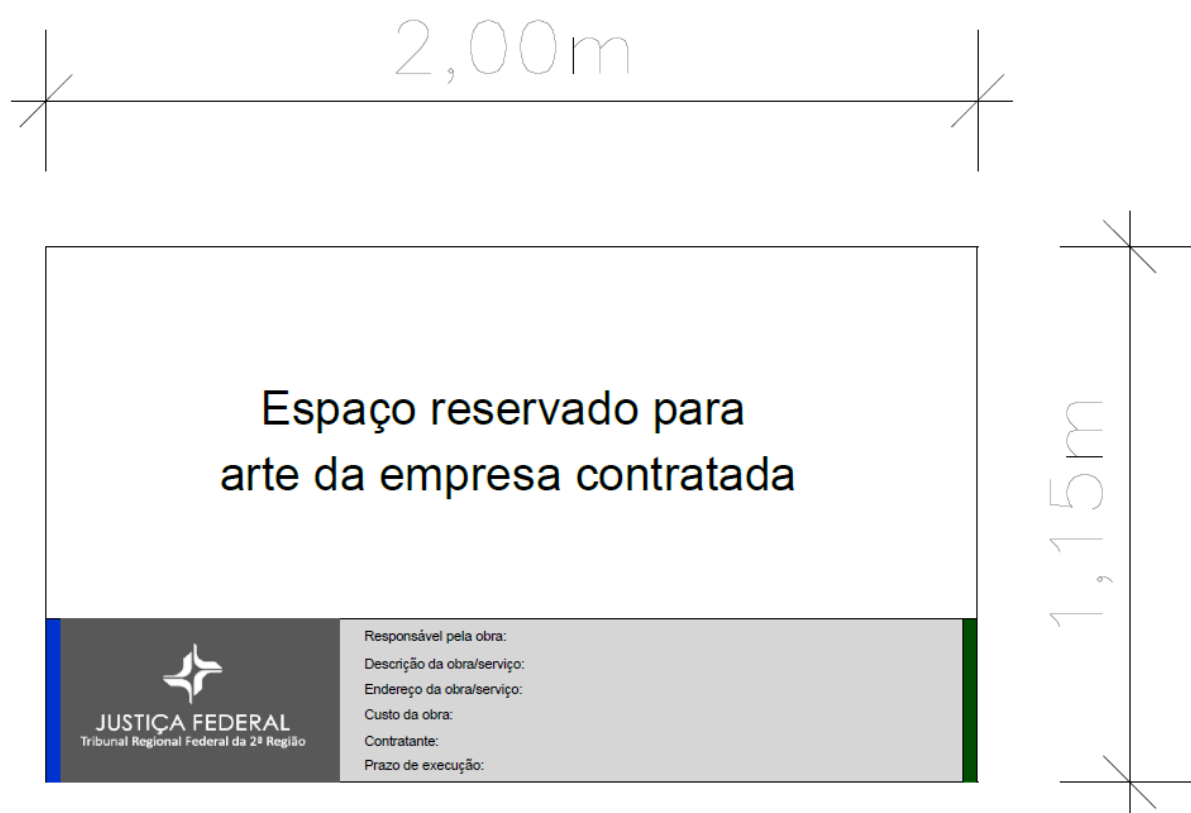 2,00m
Espaço reservado para
arte da empresa contratada
1,15m
JUSTIÇA FEDERAL
Tribunal Regional Federal da 2ª Região
Responsável pela obra:
Descrição da obra/serviço:
Endereço da obra/serviço:
Custo da obra:
Contratante:
Prazo de execução: